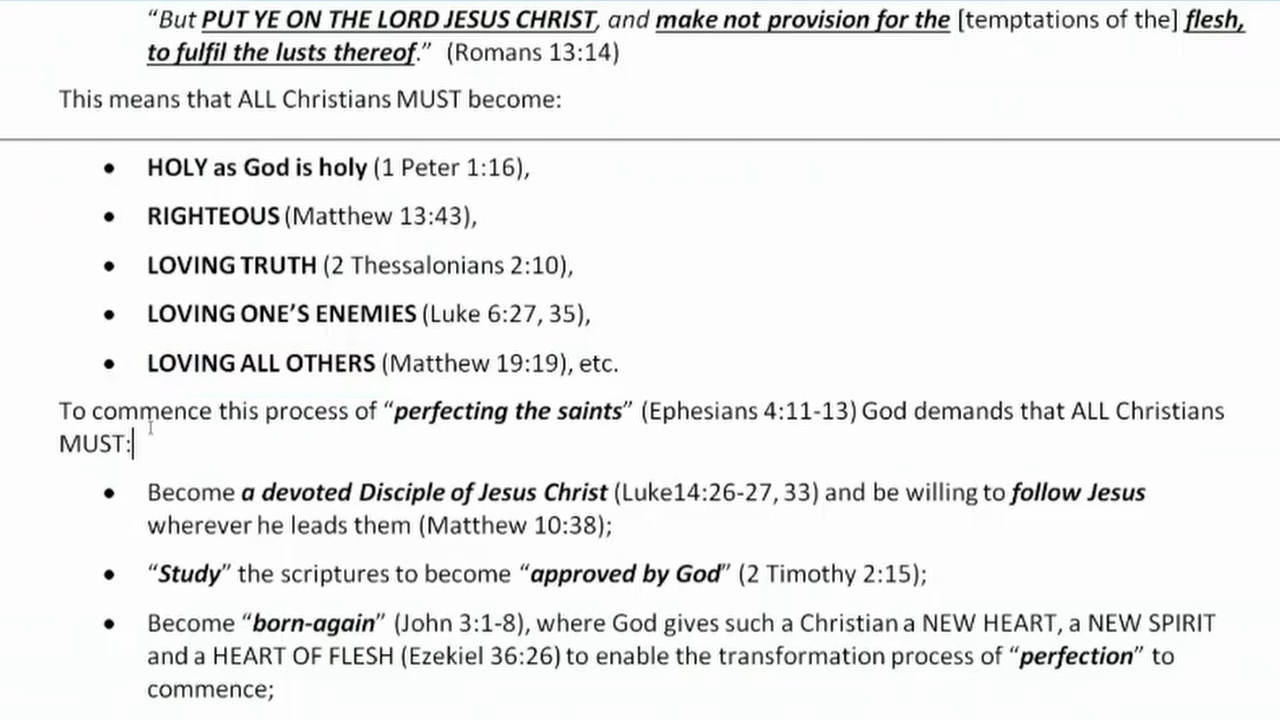 “But PUT YE ON THE LORD JESUS CHRIST, and make not provision for the [temptations of the] flesh,
to fulfil the lusts thereof.” (Romans 13:14)
This means that ALL Christians MUST become:
• HOLY as God is holy (1 Peter 1:16),
• RIGHTEOUS (Matthew 13:43),
• LOVING TRUTH (2 Thessalonians 2:10),
• LOVING ONE’S ENEMIES (Luke 6:27, 35),
• LOVING ALL OTHERS (Matthew 19:19), etc.
To commence this process of “perfecting the saints” (Ephesians 4:11-13) God demands that ALL Christians
MUST:
• Become a devoted Disciple of Jesus Christ (Luke14:26-27, 33) and be willing to follow Jesus
wherever he leads them (Matthew 10:38);
• “Study” the scriptures to become “approved by God” (2 Timothy 2:15);
• Become “born-again” (John 3:1-8), where God gives such a Christian a NEW HEART, a NEW SPIRIT
and a HEART OF FLESH (Ezekiel 36:26) to enable the transformation process of “perfection” to
commence;